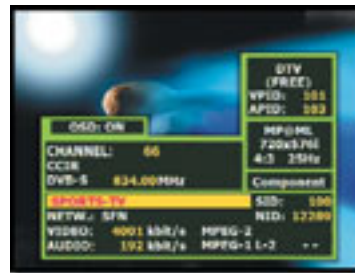 DTV
(FREE)
VPID: 101
APID: 103
OSD: ON
MP@ML
720x576i
4:3 25Hz
CHANNEL: 66
CCIR
DVB-S 834.00MHz
Component
SPORTS-TV
SID: 100
NETW.: SFN
NID: 12289
VIDEO: 4001 kbit/s MPEG-2
AUDIO: 192 kbit/s MPEG-1 L-2 --